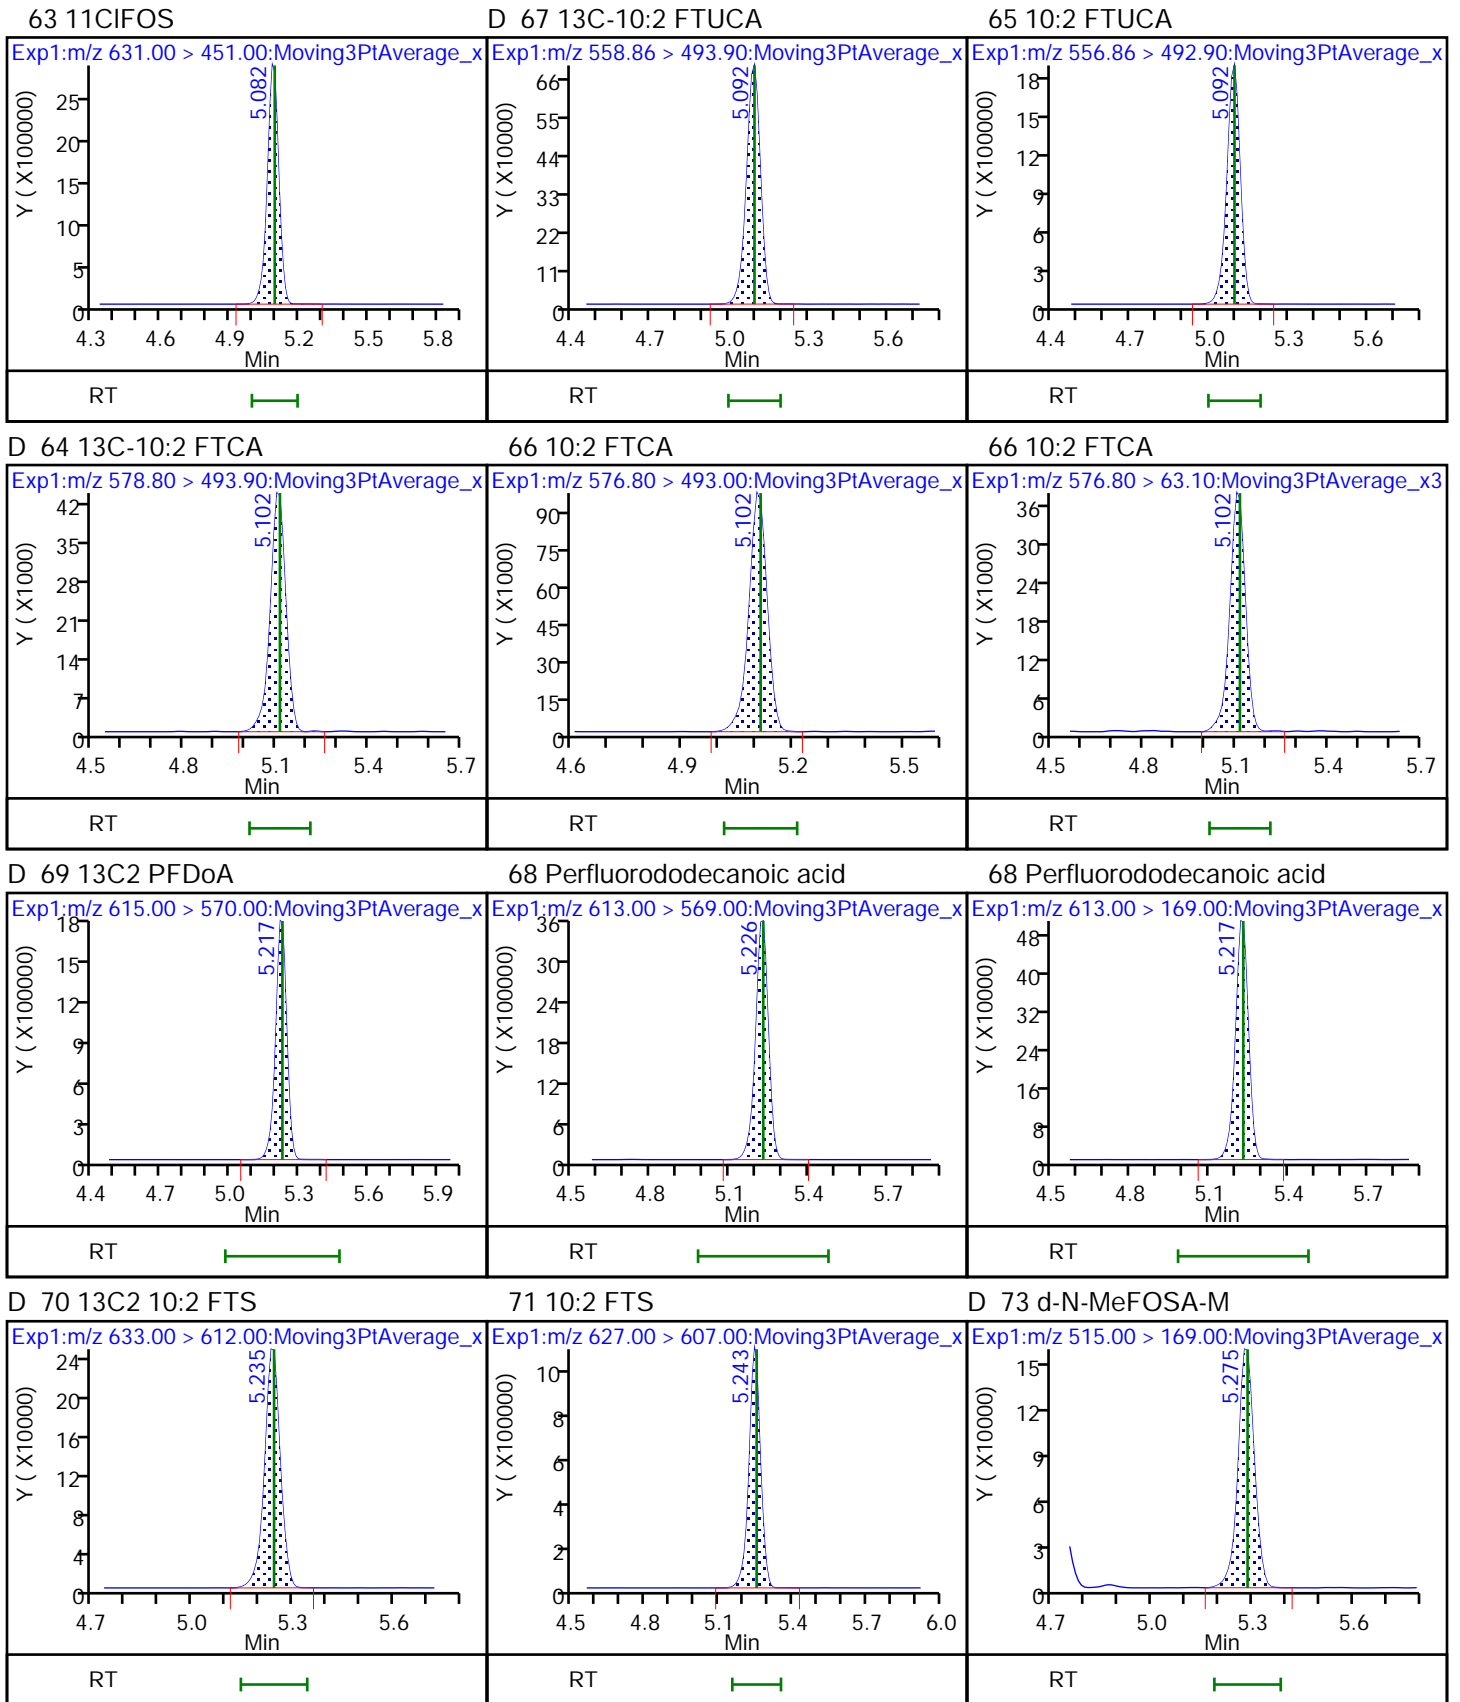 63 11ClFOS
Exp1:m/z 631.00 > 451.00:Moving3PtAverage_x
5.082
Y ( X100000)
25
20
15
10
5
0
4.3 4.6 4.9 5.2 5.5 5.8
Min
RT
D 67 13C-10:2 FTUCA
Exp1:m/z 558.86 > 493.90:Moving3PtAverage_x
5.092
Y ( X100000)
66
55
44
33
22
11
0
4.4 4.7 5.0 5.3 5.6
Min
RT
65 10:2 FTUCA
Exp1:m/z 556.86 > 492.90:Moving3PtAverage_x
5.092
Y ( X100000)
18
15
12
9
6
3
0
4.4 4.7 5.0 5.3 5.6
Min
RT
D 64 13C-10:2 FTCA
Exp1:m/z 578.80 > 493.90:Moving3PtAverage_x
5.102
Y ( X1000)
42
35
28
21
14
7
0
4.5 4.8 5.1 5.4 5.7
Min
RT
66 10:2 FTCA
Exp1:m/z 576.80 > 493.00:Moving3PtAverage_x
5.102
Y ( X1000)
90
75
60
45
30
15
0
4.6 4.9 5.2 5.5
Min
RT
66 10:2 FTCA
Exp1:m/z 576.80 > 63.10:Moving3PtAverage_x3
5.102
Y ( X1000)
36
30
24
18
12
6
0
4.5 4.8 5.1 5.4 5.7
Min
RT
D 69 13C2 PFDoA
Exp1:m/z 615.00 > 570.00:Moving3PtAverage_x
5.217
Y ( X100000)
18
15
12
9
6
3
0
4.4 4.7 5.0 5.3 5.6 5.9
Min
RT
68 Perfluorododecanoic acid
Exp1:m/z 613.00 > 569.00:Moving3PtAverage_x
5.226
Y ( X100000)
36
30
24
18
12
6
0
4.5 4.8 5.1 5.4 5.7
Min
RT
68 Perfluorododecanoic acid
Exp1:m/z 613.00 > 169.00:Moving3PtAverage_x
5.217
Y ( X10000)
48
40
32
24
16
8
0
4.5 4.8 5.1 5.4 5.7
Min
RT
D 70 13C2 10:2 FTS
Exp1:m/z 633.00 > 612.00:Moving3PtAverage_x
5.235
Y ( X10000)
24
20
16
12
8
4
0
4.7 5.0 5.3 5.6
Min
RT
71 10:2 FTS
Exp1:m/z 627.00 > 607.00:Moving3PtAverage_x
5.243
Y ( X100000)
10
8
6
4
2
0
4.5 4.8 5.1 5.4 5.7 6.0
Min
RT
D 73 d-N-MeFOSA-M
Exp1:m/z 515.00 > 169.00:Moving3PtAverage_x
5.275
Y ( X10000)
15
12
9
6
3
0
4.7 5.0 5.3 5.6
Min
RT